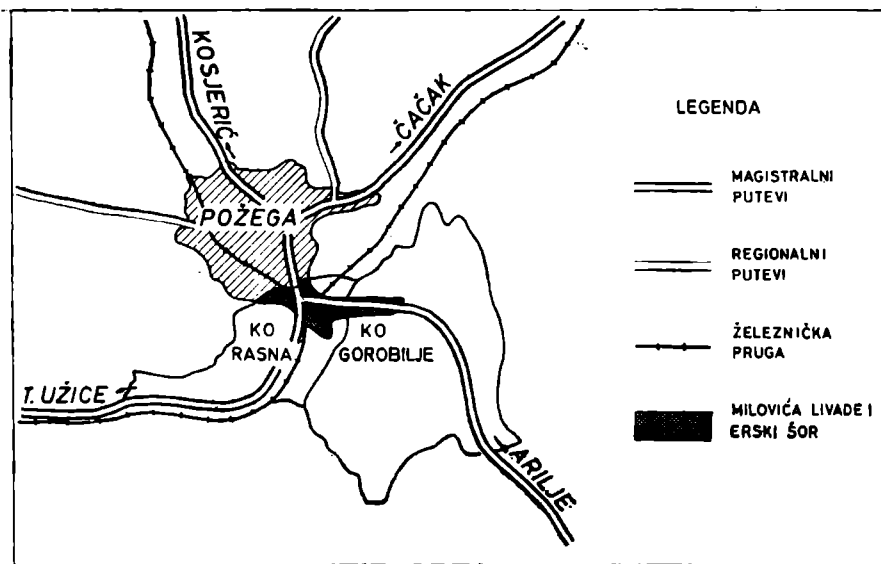 KOSJERIĆ
ČAČAK
POŽEGA
KO
RASNA
KO
GOROBILJE
T. UŽICE
ARILJE
LEGENDA
MAGISTRALNI
PUTEVI
REGIONALNI
PUTEVI
ŽELEZNIČKA
PRUGA
MILOVIĆA LIVADE I
ERSKI ŠOR